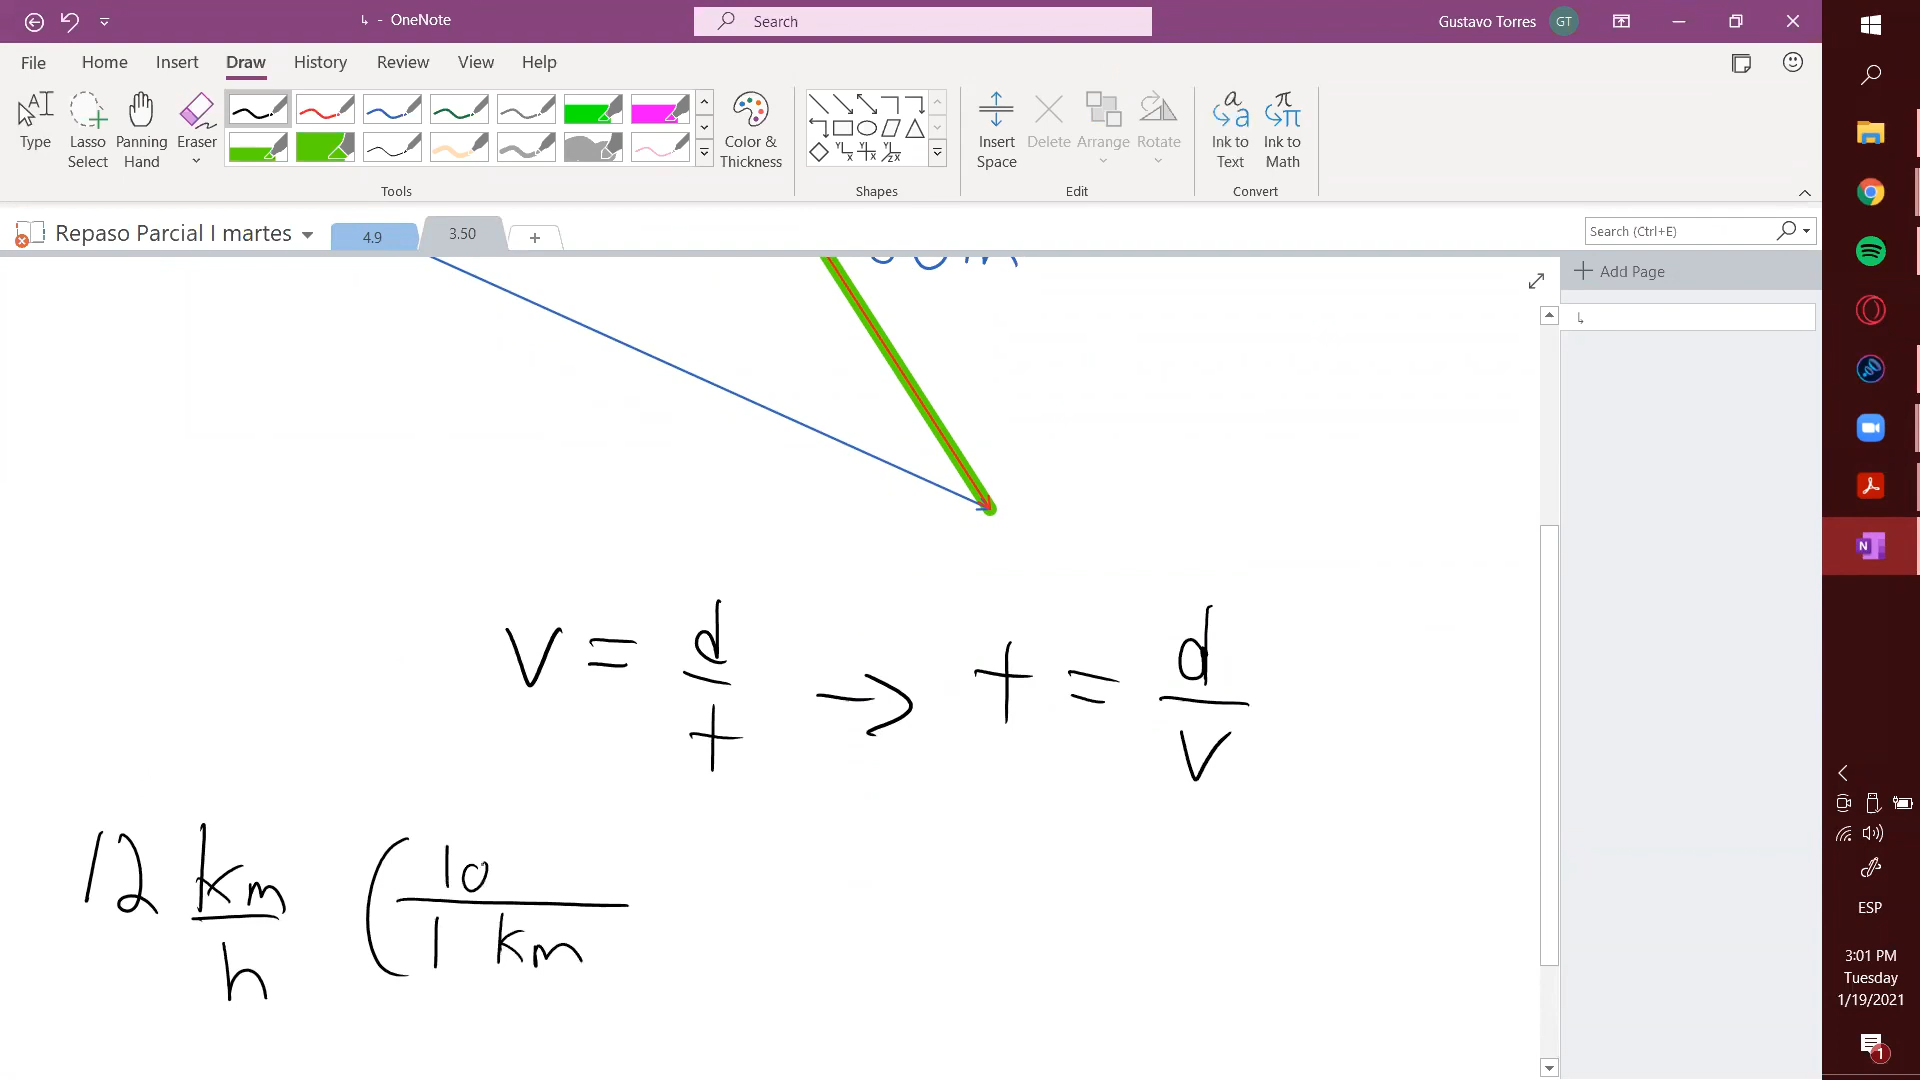 ↳ - OneNote
Search
Gustavo Torres GT
File Home Insert Draw History Review View Help
Type
Lasso Select
Panning Hand
Eraser
Color & Thickness
Insert Space
Delete
Arrange
Rotate
Ink to Text
Ink to Math
Tools
Shapes
Edit
Convert
Repaso Parcial I martes
4.9
3.50
Search (Ctrl+E)
Add Page
v = d/t → t = d/v
12 km/h (10/1 km
ESP
3:01 PM
Tuesday
1/19/2021
1